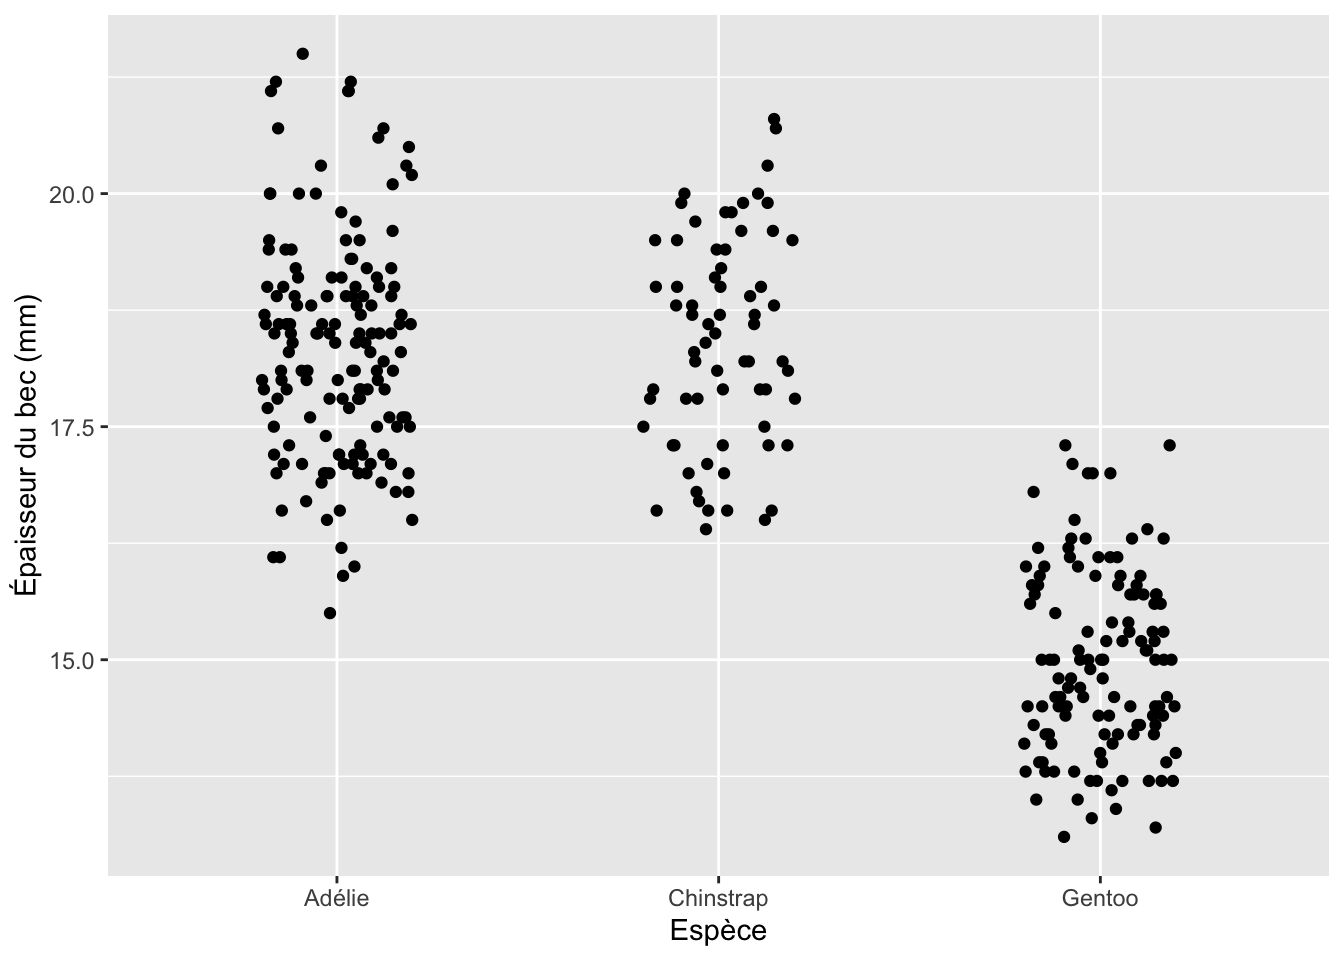 Épaisseur du bec (mm)
20.0
17.5
15.0
Adélie
Chinstrap
Gentoo
Espèce